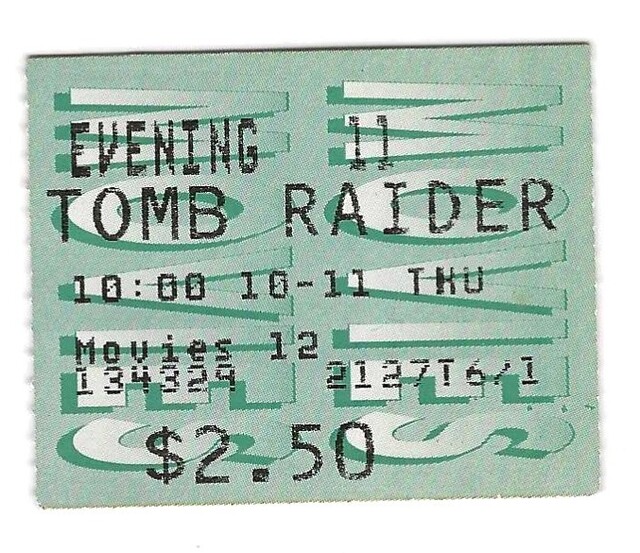 EVENING 11
TOMB RAIDER
10:00 10-11 THU
Movies 12
134329 2127T6/1
$2.50